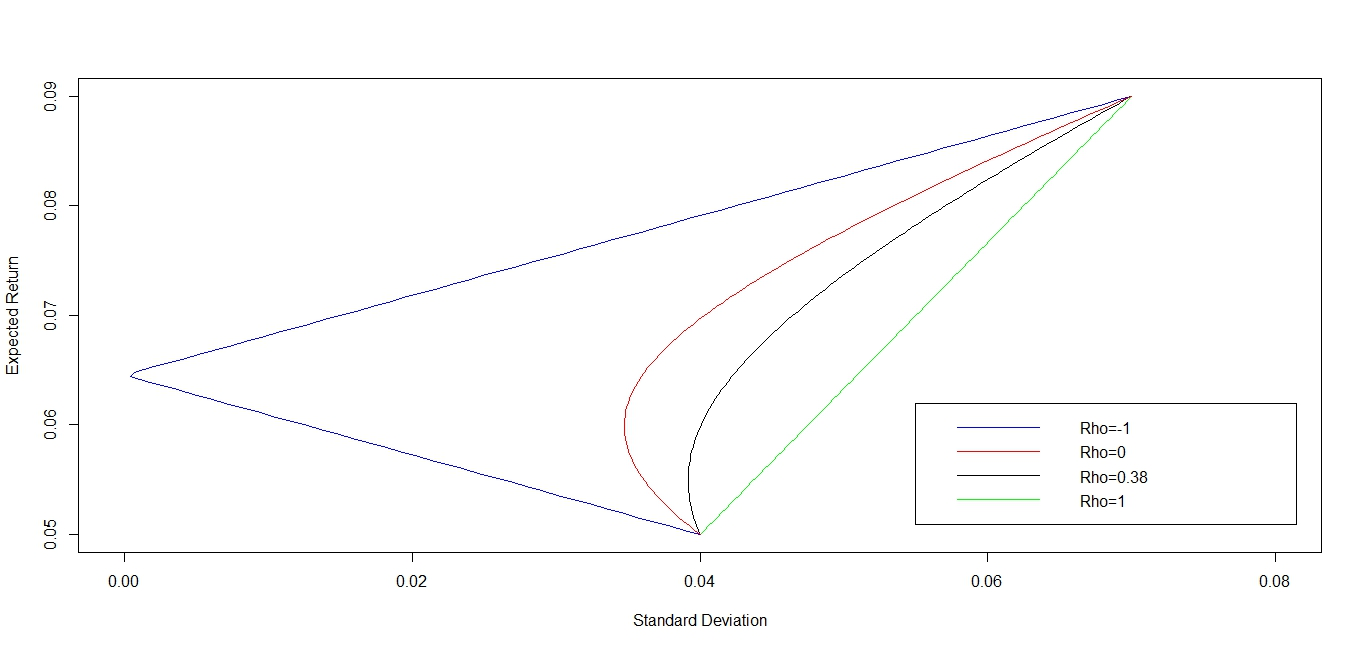 0.09
0.08
0.07
0.06
0.05
Expected Return
Rho=-1
Rho=0
Rho=0.38
Rho=1
0.00
0.02
0.04
0.06
0.08
Standard Deviation